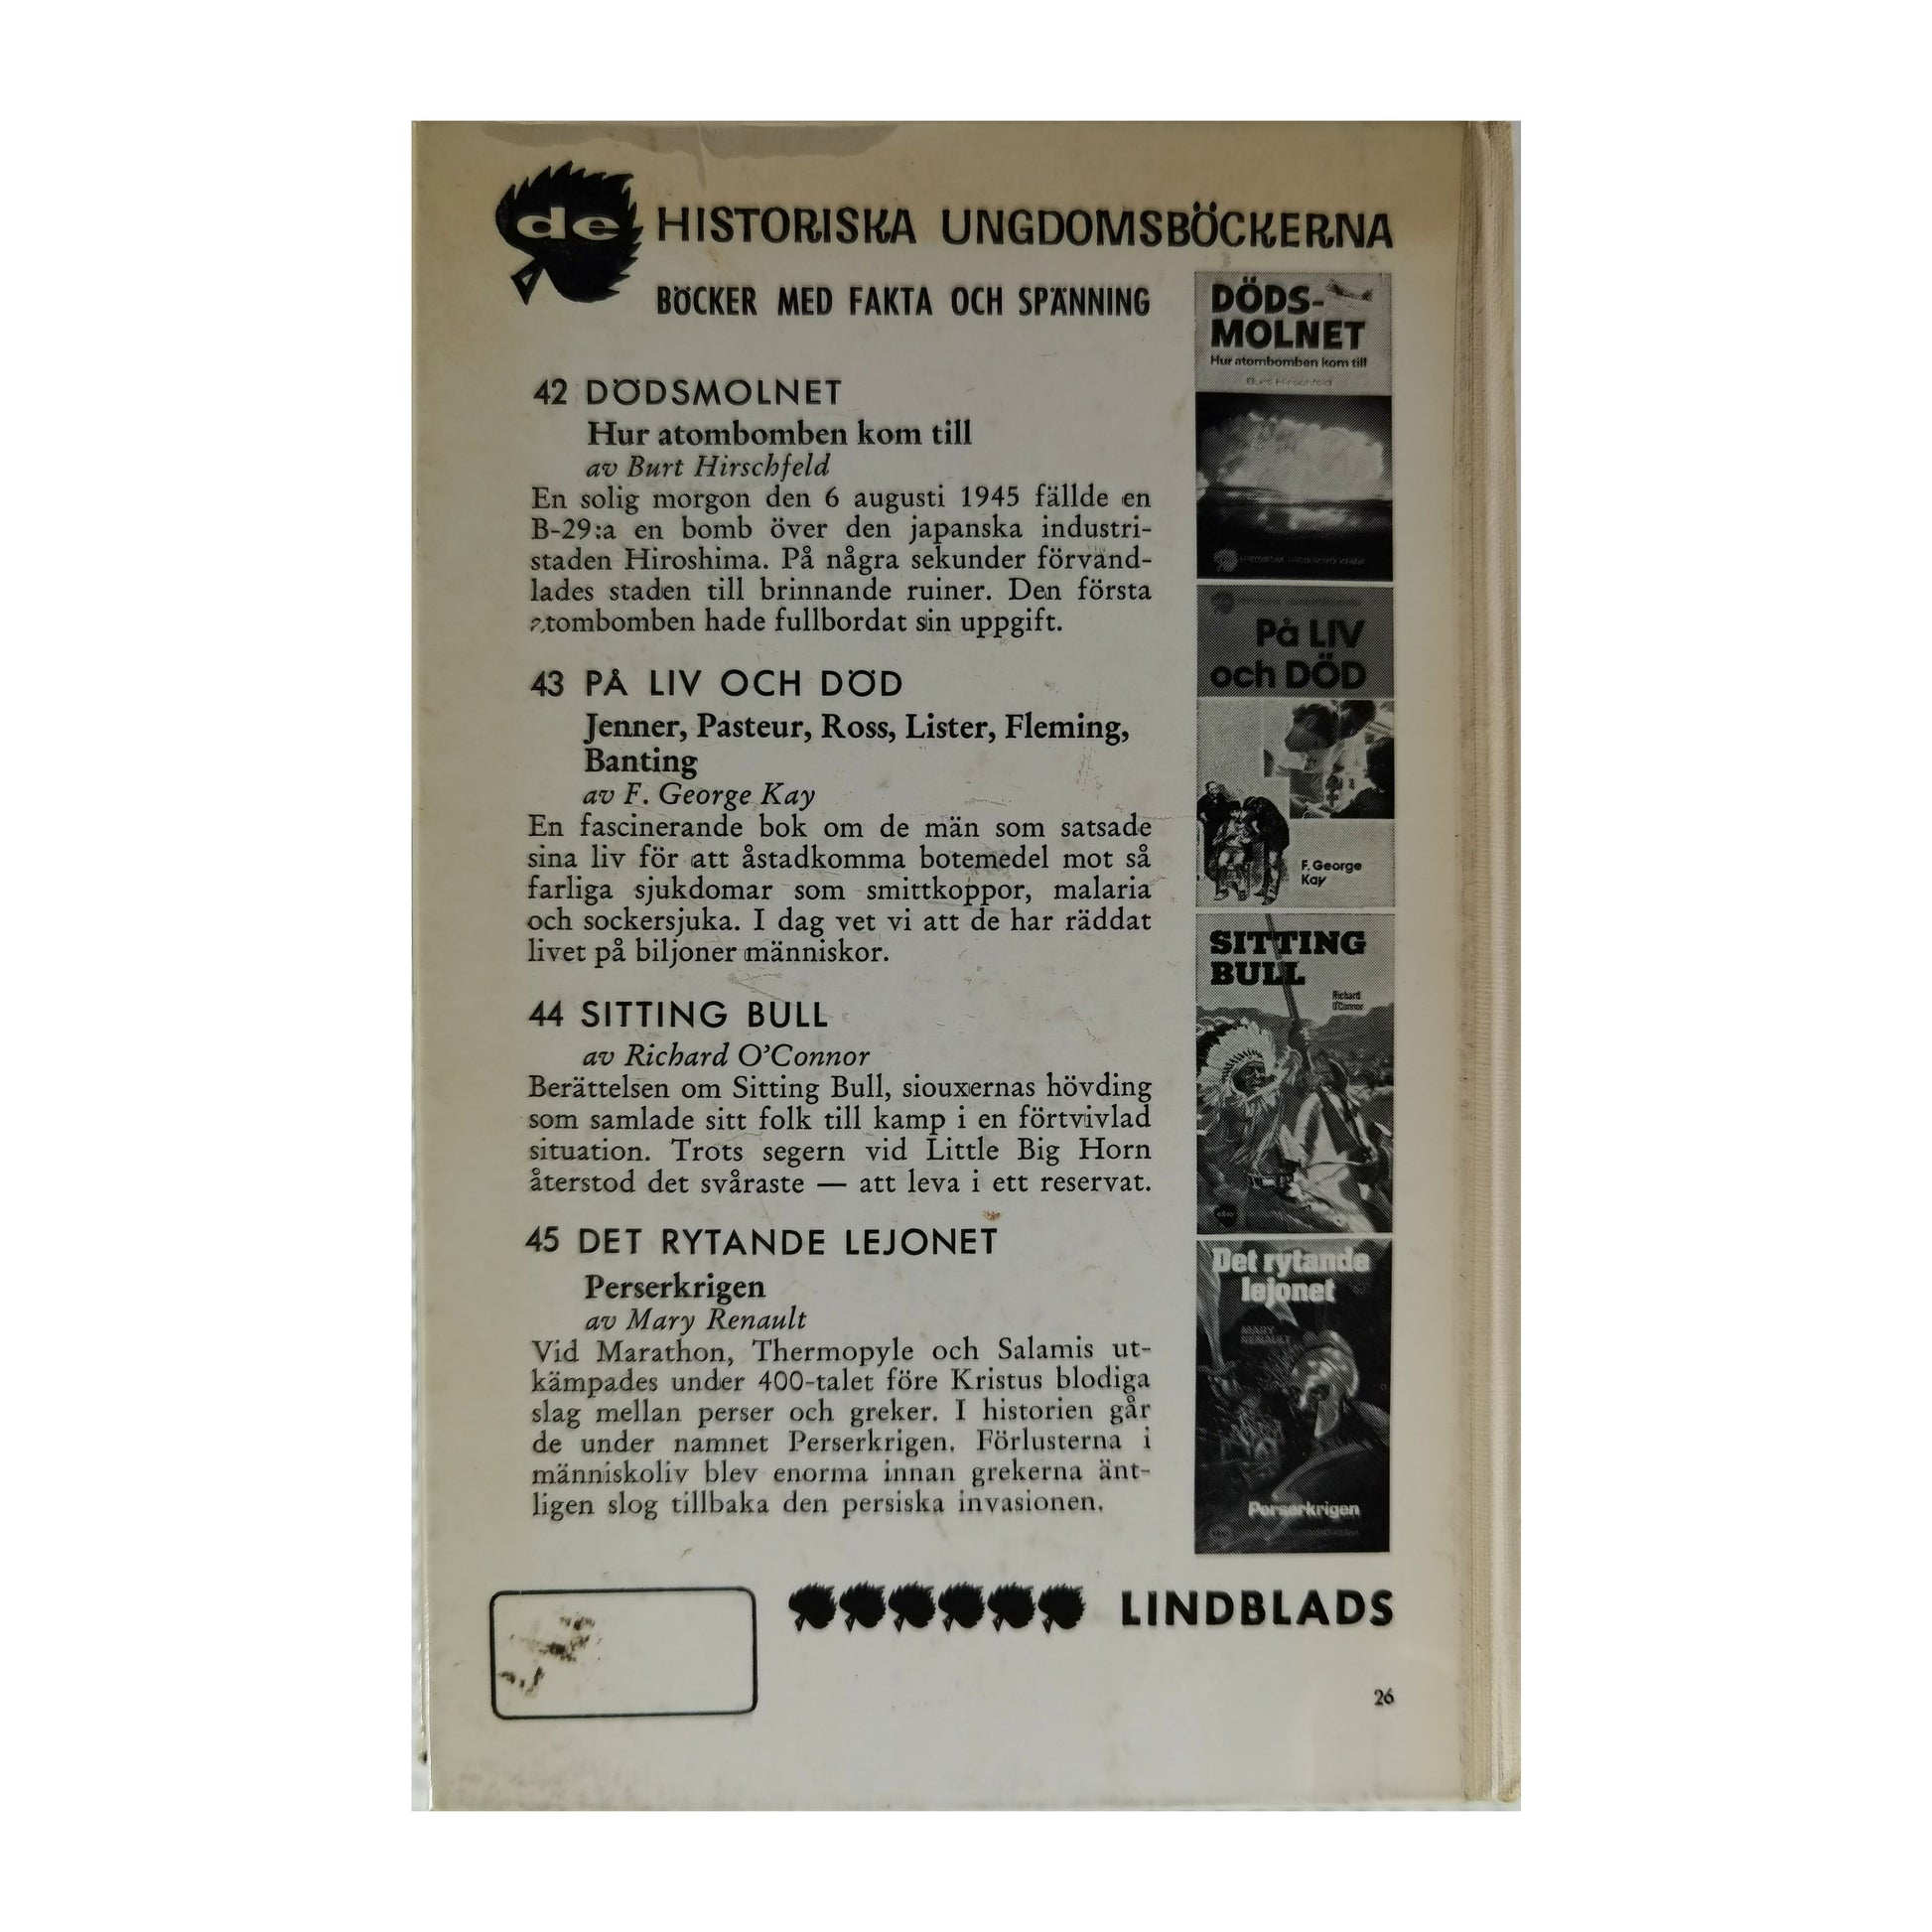 de HISTORISKA UNGDOMSBÖCKERNA
BÖCKER MED FAKTA OCH SPÄNNING
42 DÖDSMOLNET
Hur atombomben kom till
av Burt Hirschfeld
En solig morgon den 6 augusti 1945 fällde en
B-29:a en bomb över den japanska industri-
staden Hiroshima. På några sekunder förvand-
lades staden till brinnande ruiner. Den första
atombomben hade fullbordat sin uppgift.
43 PÅ LIV OCH DÖD
Jenner, Pasteur, Ross, Lister, Fleming,
Banting
av F. George Kay
En fascinerande bok om de män som satsade
sina liv för att åstadkomma botemedel mot så
farliga sjukdomar som smittkoppor, malaria
och sockersjuka. I dag vet vi att de har räddat
livet på biljoner människor.
44 SITTING BULL
av Richard O'Connor
Berättelsen om Sitting Bull, siouxernas hövding
som samlade sitt folk till kamp i en förtvivlad
situation. Trots segern vid Little Big Horn
återstod det svåraste — att leva i ett reservat.
45 DET RYTANDE LEJONET
Perserkrigen
av Mary Renault
Vid Marathon, Thermopyle och Salamis ut-
kämpades under 400-talet före Kristus blodiga
slag mellan perser och greker. I historien går
de under namnet Perserkrigen. Förlusterna i
människoliv blev enorma innan grekerna änt-
ligen slog tillbaka den persiska invasionen.
DÖDS-
MOLNET
Hur atombomben kom till
Burt Hirschfeld
På LIV
och DÖD
F. George
Kay
SITTING
BULL
Richard
O'Connor
Det rytande
lejonet
MARY
RENAULT
Perserkrigen
LINDBLADS
26